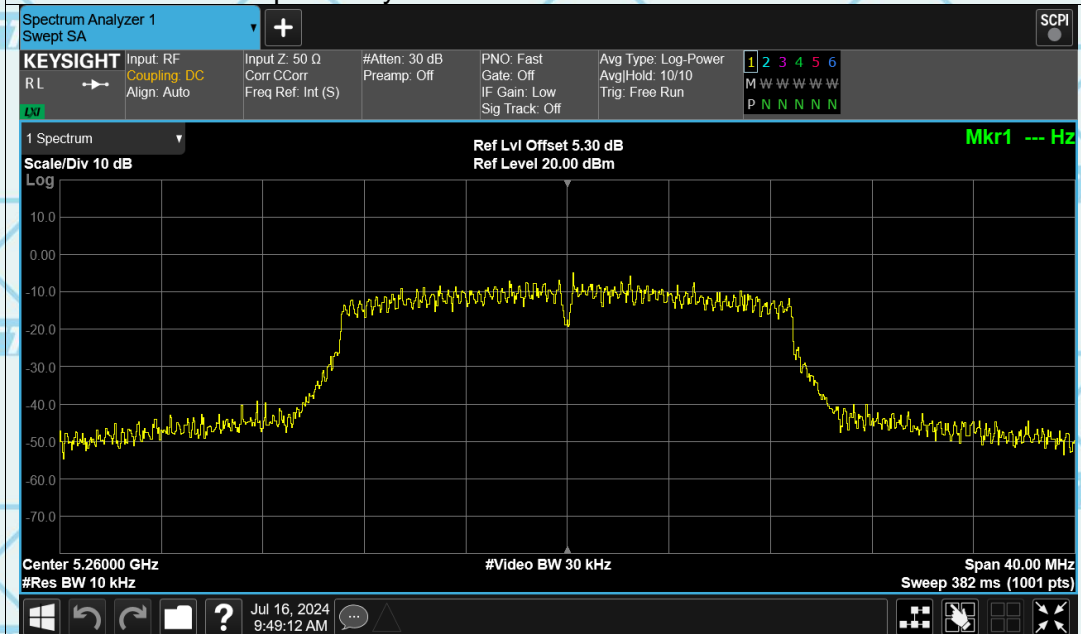 Spectrum Analyzer 1
Swept SA
+
SCPI
KEYSIGHT
RL
LXI
Input: RF
Coupling: DC
Align: Auto
Input Z: 50 Ω
Corr CCorr
Freq Ref: Int (S)
#Atten: 30 dB
Preamp: Off
PNO: Fast
Gate: Off
IF Gain: Low
Sig Track: Off
Avg Type: Log-Power
Avg|Hold: 10/10
Trig: Free Run
1 2 3 4 5 6
M W W W W W
P N N N N N
1 Spectrum
Scale/Div 10 dB
Log
Ref Lvl Offset 5.30 dB
Ref Level 20.00 dBm
Mkr1 --- Hz
10.0
0.00
-10.0
-20.0
-30.0
-40.0
-50.0
-60.0
-70.0
Center 5.26000 GHz
#Res BW 10 kHz
#Video BW 30 kHz
Span 40.00 MHz
Sweep 382 ms (1001 pts)
?
Jul 16, 2024
9:49:12 AM